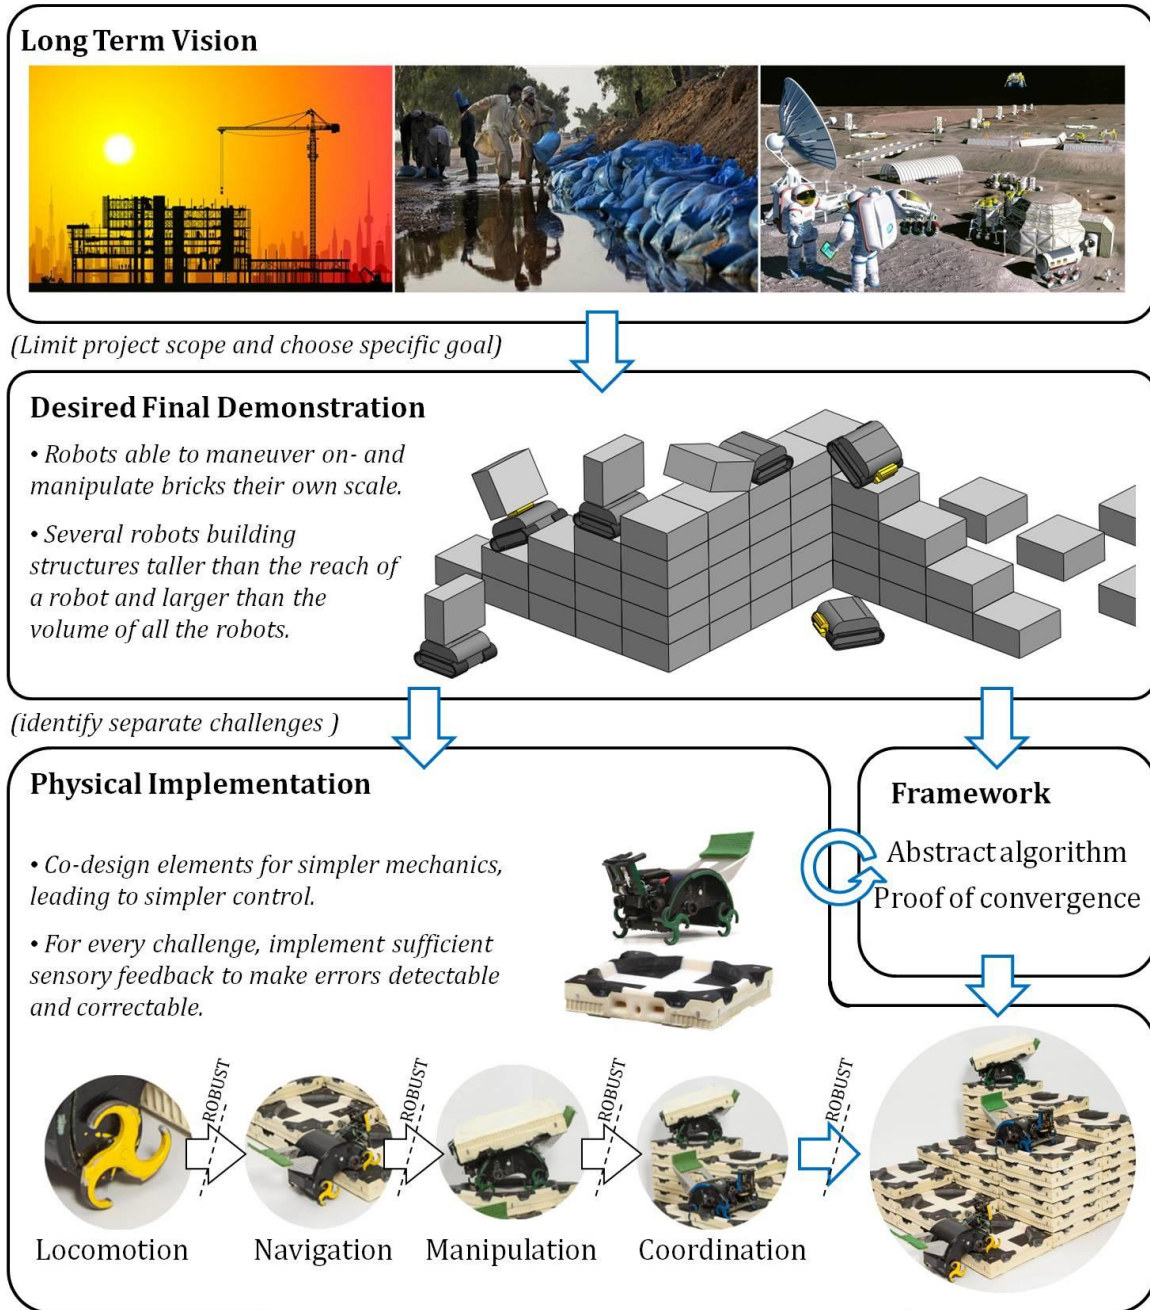 Long Term Vision
(Limit project scope and choose specific goal)
Desired Final Demonstration
• Robots able to maneuver on- and
manipulate bricks their own scale.
• Several robots building
structures taller than the reach of
a robot and larger than the
volume of all the robots.
(identify separate challenges )
Physical Implementation
• Co-design elements for simpler mechanics,
leading to simpler control.
• For every challenge, implement sufficient
sensory feedback to make errors detectable
and correctable.
Framework
Abstract algorithm
Proof of convergence
ROBUST
ROBUST
ROBUST
ROBUST
Locomotion
Navigation
Manipulation
Coordination